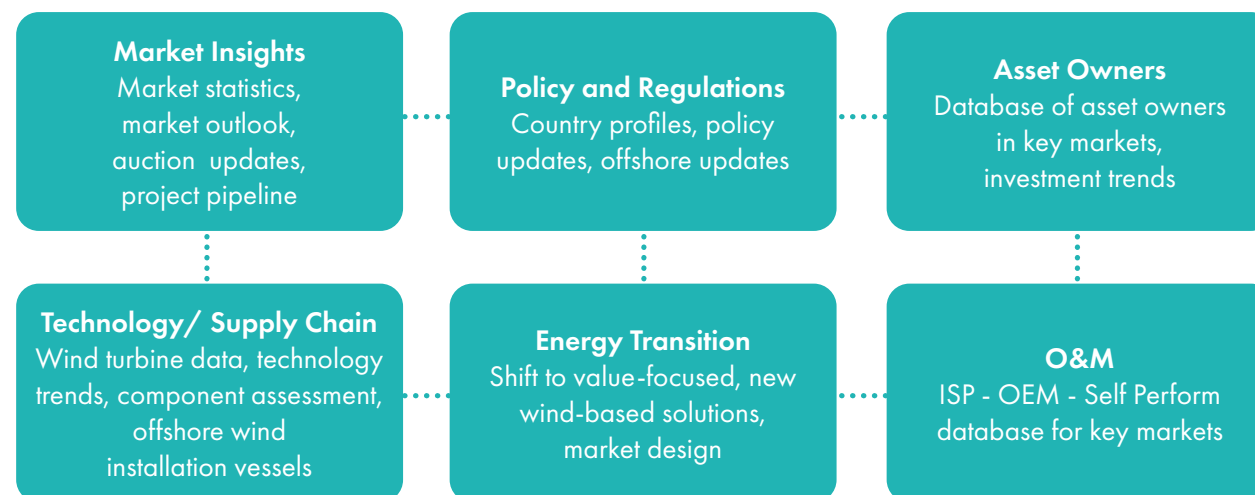 Market Insights
Market statistics,
market outlook,
auction updates,
project pipeline
Policy and Regulations
Country profiles, policy
updates, offshore updates
Asset Owners
Database of asset owners
in key markets,
investment trends
Technology/ Supply Chain
Wind turbine data, technology
trends, component assessment,
offshore wind
installation vessels
Energy Transition
Shift to value-focused, new
wind-based solutions,
market design
O&M
ISP - OEM - Self Perform
database for key markets